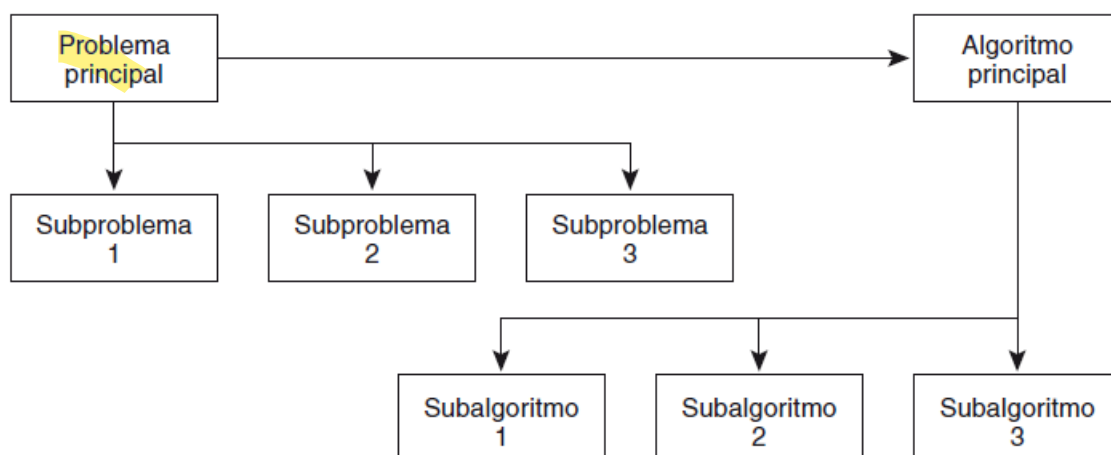 Problema
principal
Algoritmo
principal
Subproblema
1
Subproblema
2
Subproblema
3
Subalgoritmo
1
Subalgoritmo
2
Subalgoritmo
3